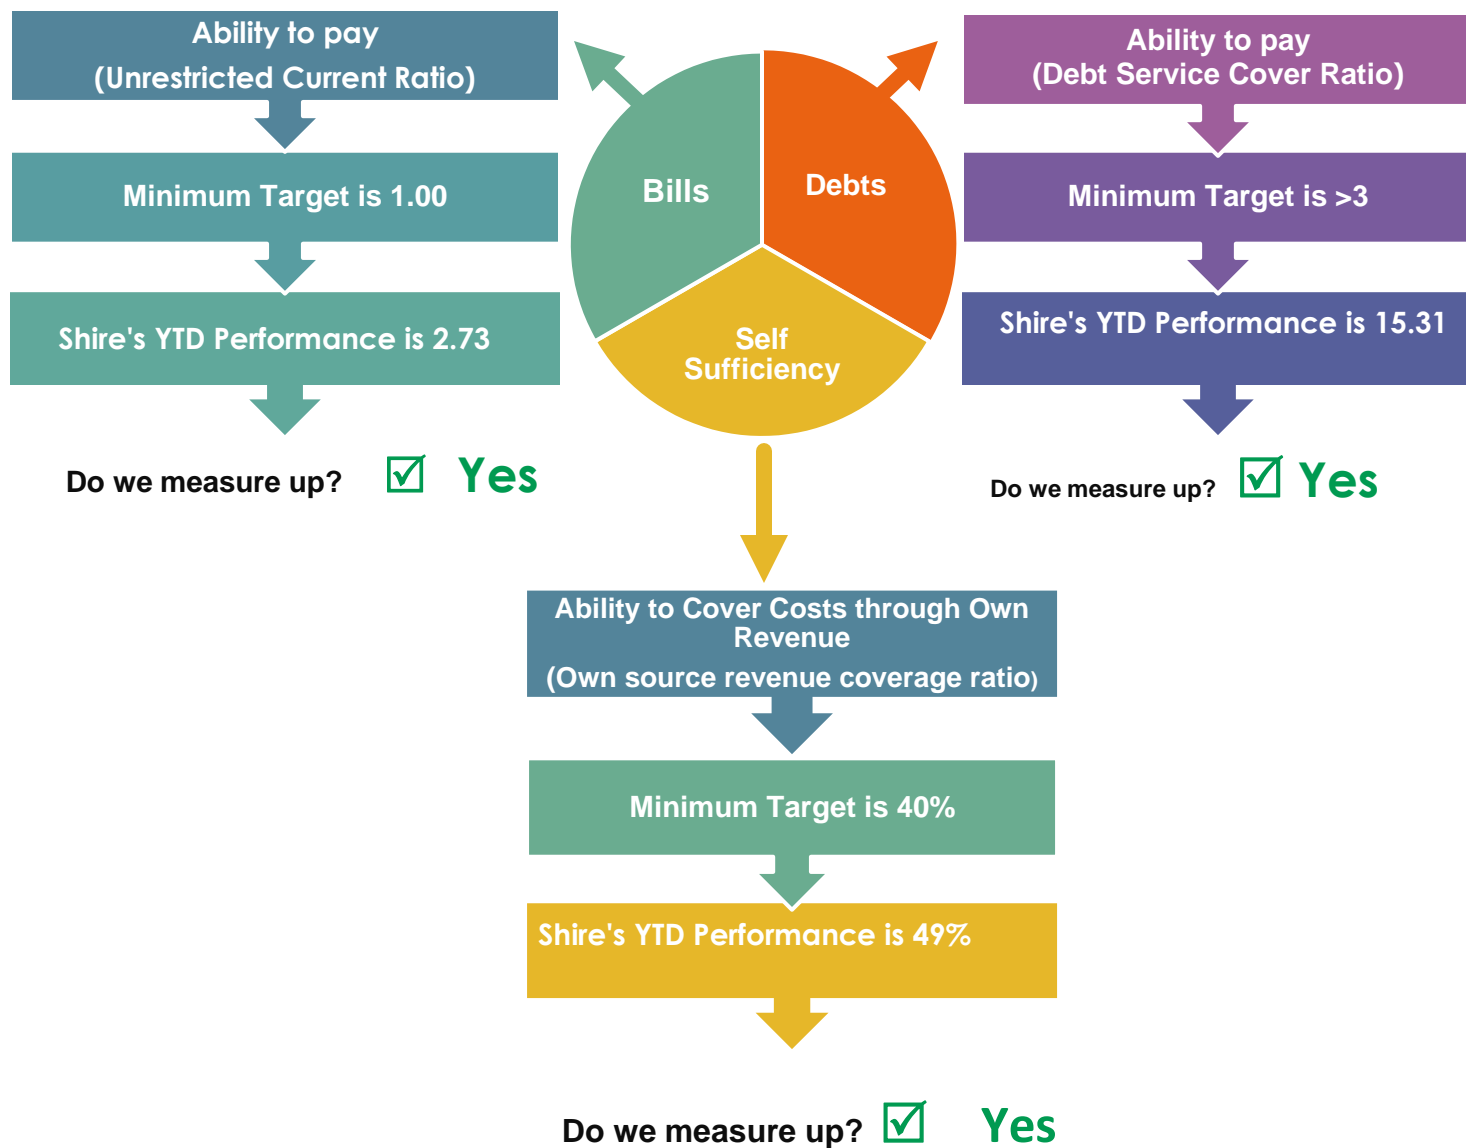 Ability to pay
(Unrestricted Current Ratio)
Minimum Target is 1.00
Shire's YTD Performance is 2.73
Do we measure up? ☑ Yes
Bills
Debts
Self
Sufficiency
Ability to pay
(Debt Service Cover Ratio)
Minimum Target is >3
Shire's YTD Performance is 15.31
Do we measure up? ☑ Yes
Ability to Cover Costs through Own
Revenue
(Own source revenue coverage ratio)
Minimum Target is 40%
Shire's YTD Performance is 49%
Do we measure up? ☑ Yes